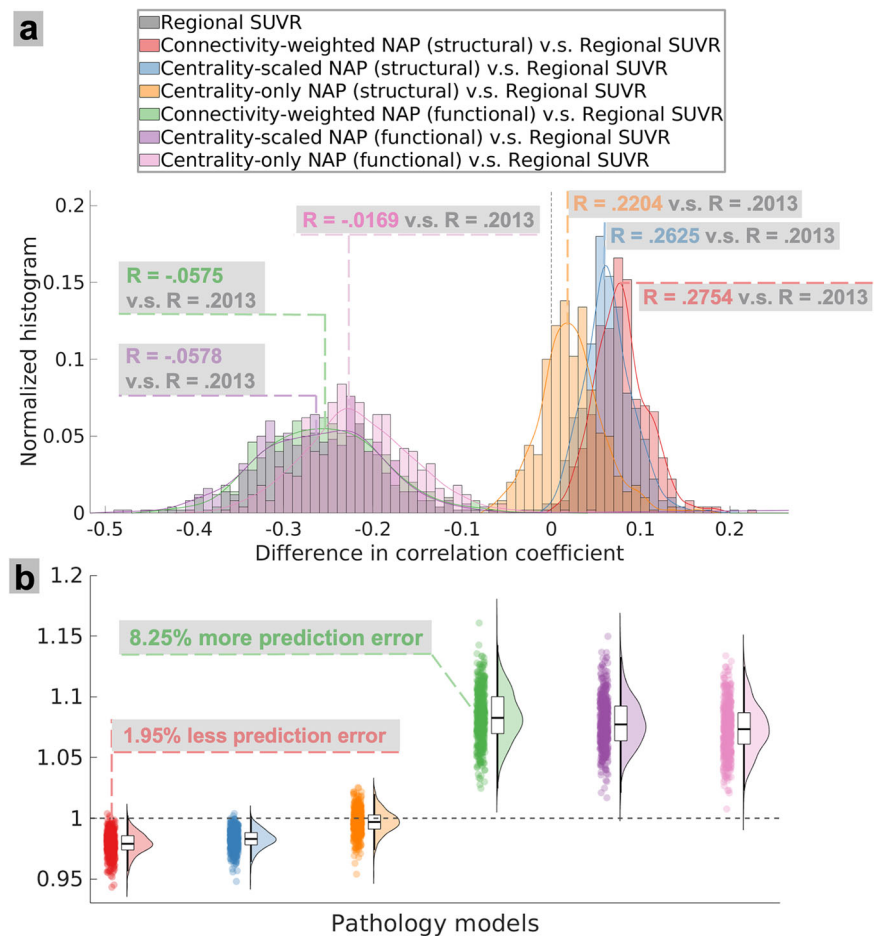 a
Regional SUVR
Connectivity-weighted NAP (structural) v.s. Regional SUVR
Centrality-scaled NAP (structural) v.s. Regional SUVR
Centrality-only NAP (structural) v.s. Regional SUVR
Connectivity-weighted NAP (functional) v.s. Regional SUVR
Centrality-scaled NAP (functional) v.s. Regional SUVR
Centrality-only NAP (functional) v.s. Regional SUVR
Normalized histogram
0.2
0.15
0.1
0.05
0
R = .2204 v.s. R = .2013
R = -.0169 v.s. R = .2013
R = .2625 v.s. R = .2013
R = -.0575
v.s. R = .2013
R = .2754 v.s. R = .2013
R = -.0578
v.s. R = .2013
-0.5 -0.4 -0.3 -0.2 -0.1 0 0.1 0.2
Difference in correlation coefficient
b
1.2
1.15
1.1
1.05
1
0.95
8.25% more prediction error
1.95% less prediction error
Pathology models